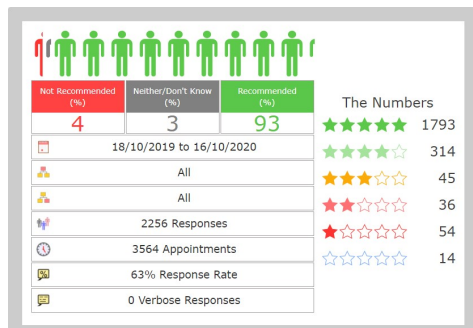 Not Recommended
(%)
Neither/Don't Know
(%)
Recommended
(%)
4
3
93
18/10/2019 to 16/10/2020
All
All
2256 Responses
3564 Appointments
63% Response Rate
0 Verbose Responses
The Numbers
1793
314
45
36
54
14